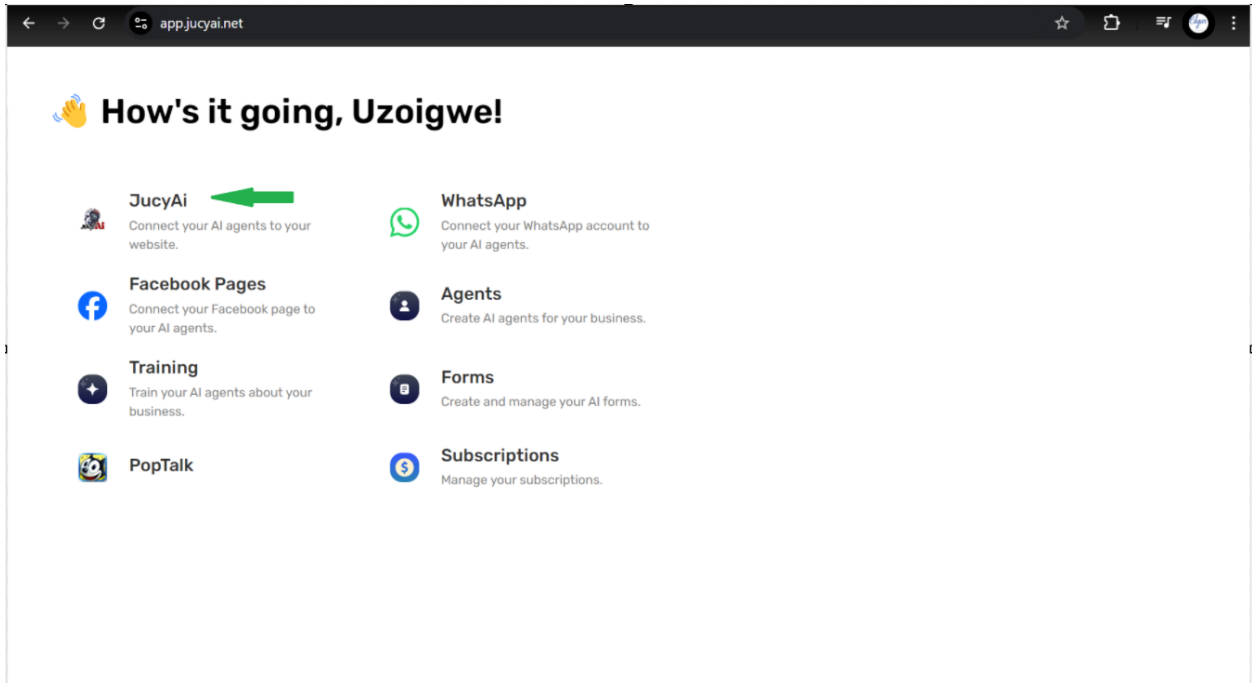 app.jucyai.net
👋 How's it going, Uzoigwe!
JucyAi
Connect your AI agents to your
website.
WhatsApp
Connect your WhatsApp account to
your AI agents.
Facebook Pages
Connect your Facebook page to
your AI agents.
Agents
Create AI agents for your business.
Training
Train your AI agents about your
business.
Forms
Create and manage your AI forms.
PopTalk
Subscriptions
Manage your subscriptions.